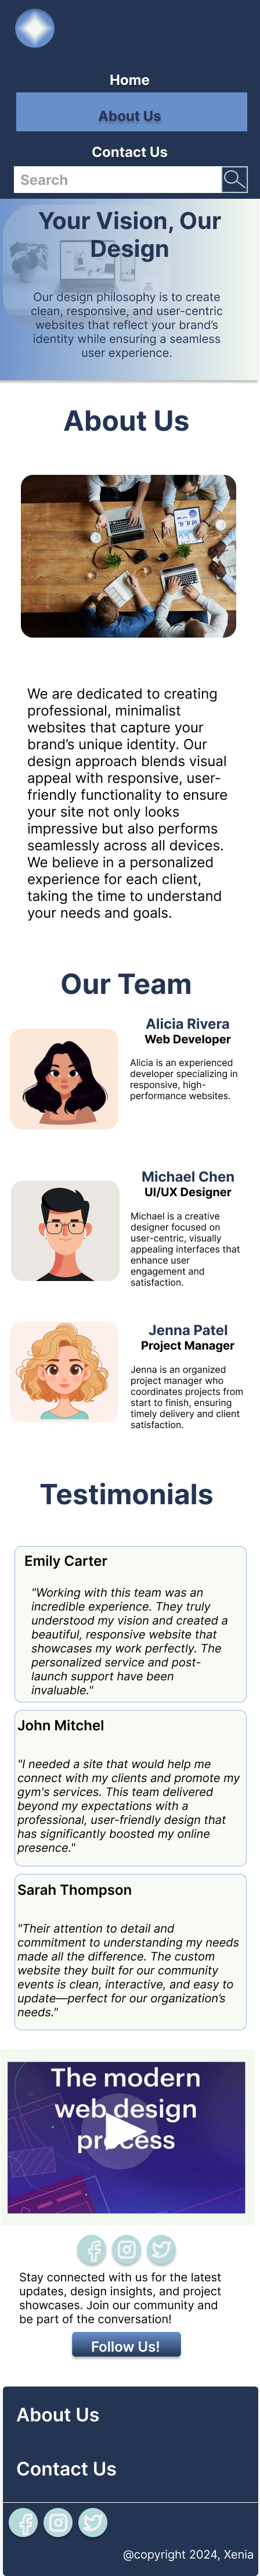 Home
About Us
Contact Us
Search
Your Vision, Our
Design
Our design philosophy is to create
clean, responsive, and user-centric
websites that reflect your brand's
identity while ensuring a seamless
user experience.
About Us
We are dedicated to creating
professional, minimalist
websites that capture your
brand's unique identity. Our
design approach blends visual
appeal with responsive, user-
friendly functionality to ensure
your site not only looks
impressive but also performs
seamlessly across all devices.
We believe in a personalized
experience for each client,
taking the time to understand
your needs and goals.
Our Team
Alicia Rivera
Web Developer
Alicia is an experienced
developer specializing in
responsive, high-
performance websites.
Michael Chen
UI/UX Designer
Michael is a creative
designer focused on
user-centric, visually
appealing interfaces that
enhance user
engagement and
satisfaction.
Jenna Patel
Project Manager
Jenna is an organized
project manager who
coordinates projects from
start to finish, ensuring
timely delivery and client
satisfaction.
Testimonials
Emily Carter
"Working with this team was an
incredible experience. They truly
understood my vision and created a
beautiful, responsive website that
showcases my work perfectly. The
personalized service and post-
launch support have been
invaluable."
John Mitchel
"I needed a site that would help me
connect with my clients and promote my
gym's services. This team delivered
beyond my expectations with a
professional, user-friendly design that
has significantly boosted my online
presence."
Sarah Thompson
"Their attention to detail and
commitment to understanding my needs
made all the difference. The custom
website they built for our community
events is clean, interactive, and easy to
update—perfect for our organization's
needs."
The modern
web design
process
Stay connected with us for the latest
updates, design insights, and project
showcases. Join our community and
be part of the conversation!
Follow Us!
About Us
Contact Us
@copyright 2024, Xenia